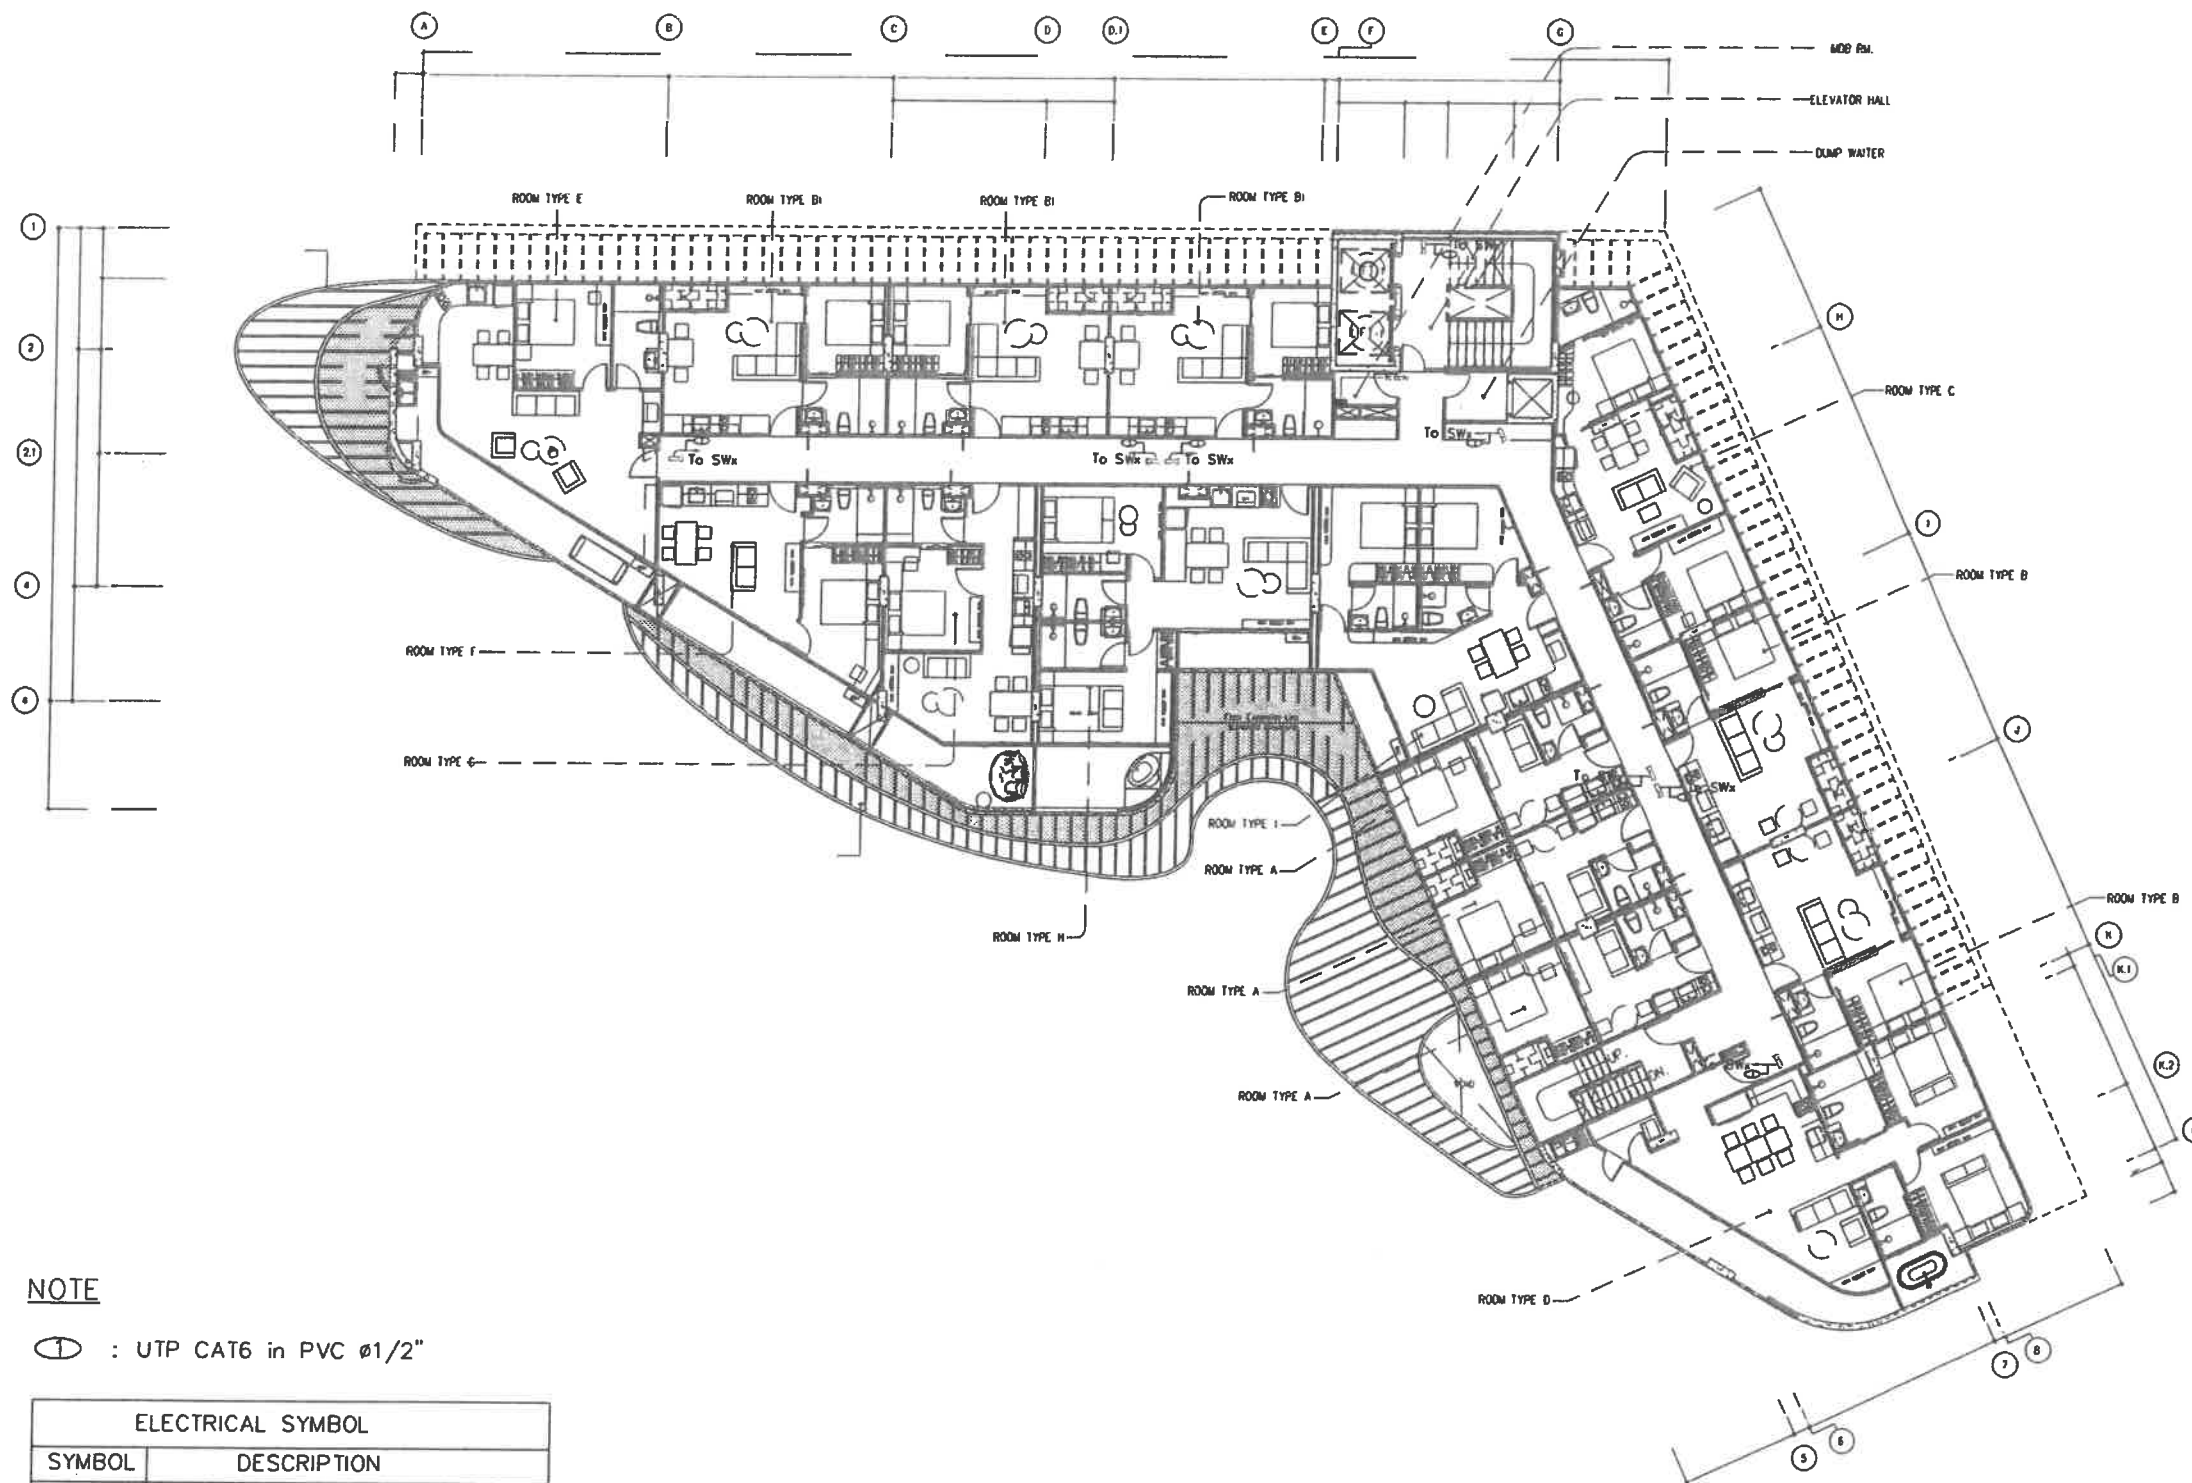 A B C D D.1 E F G
MDB RM.
ELEVATOR HALL
DUMP WAITER
ROOM TYPE E
ROOM TYPE B1
ROOM TYPE B1
ROOM TYPE B1
1
2
2.1
4
6
H
I
J
K
K.1
K.2
ROOM TYPE C
ROOM TYPE B
ROOM TYPE B
To SWx
To SWx
To SWx
To SWx
ROOM TYPE F
ROOM TYPE G
ROOM TYPE H
ROOM TYPE I
ROOM TYPE A
ROOM TYPE A
ROOM TYPE A
UP.
DN.
ROOM TYPE D
5 6 7 8
NOTE
1 : UTP CAT6 in PVC ø1/2"
ELECTRICAL SYMBOL
SYMBOL DESCRIPTION